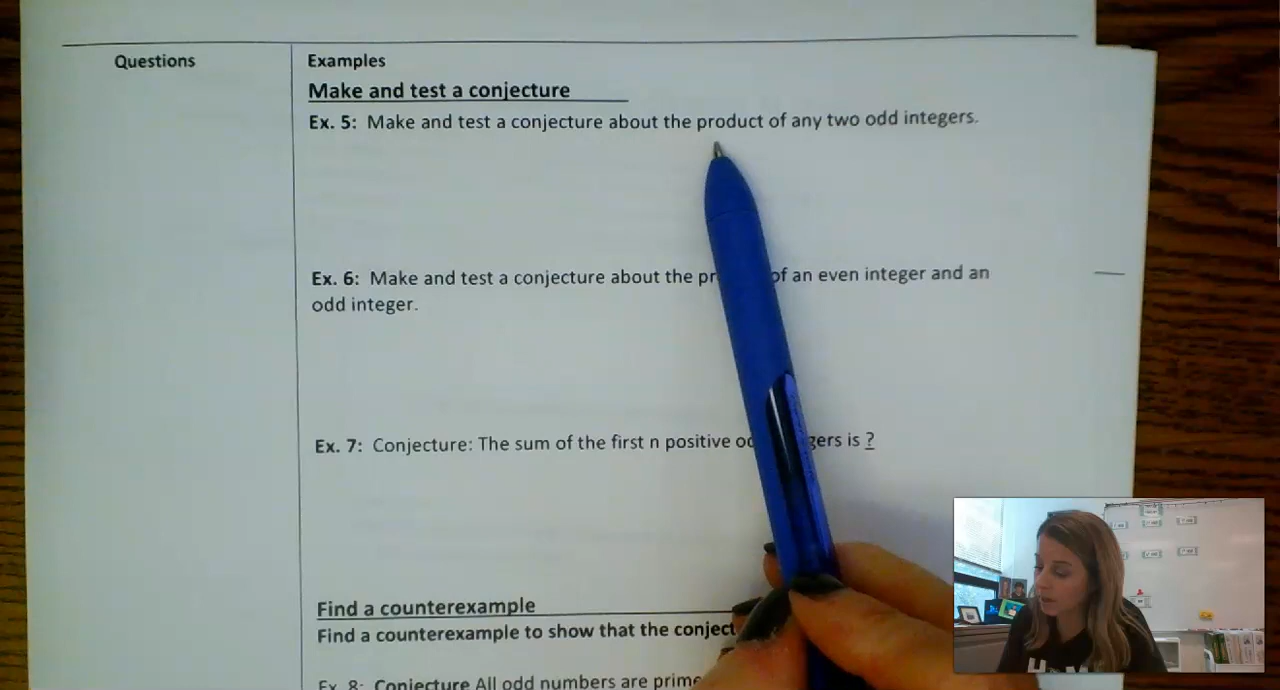 Questions
Examples
Make and test a conjecture
Ex. 5: Make and test a conjecture about the product of any two odd integers.
Ex. 6: Make and test a conjecture about the pr of an even integer and an
odd integer.
Ex. 7: Conjecture: The sum of the first n positive gers is ?
Find a counterexample
Find a counterexample to show that the conject
Ex. 8: Conjecture All odd numbers are prime